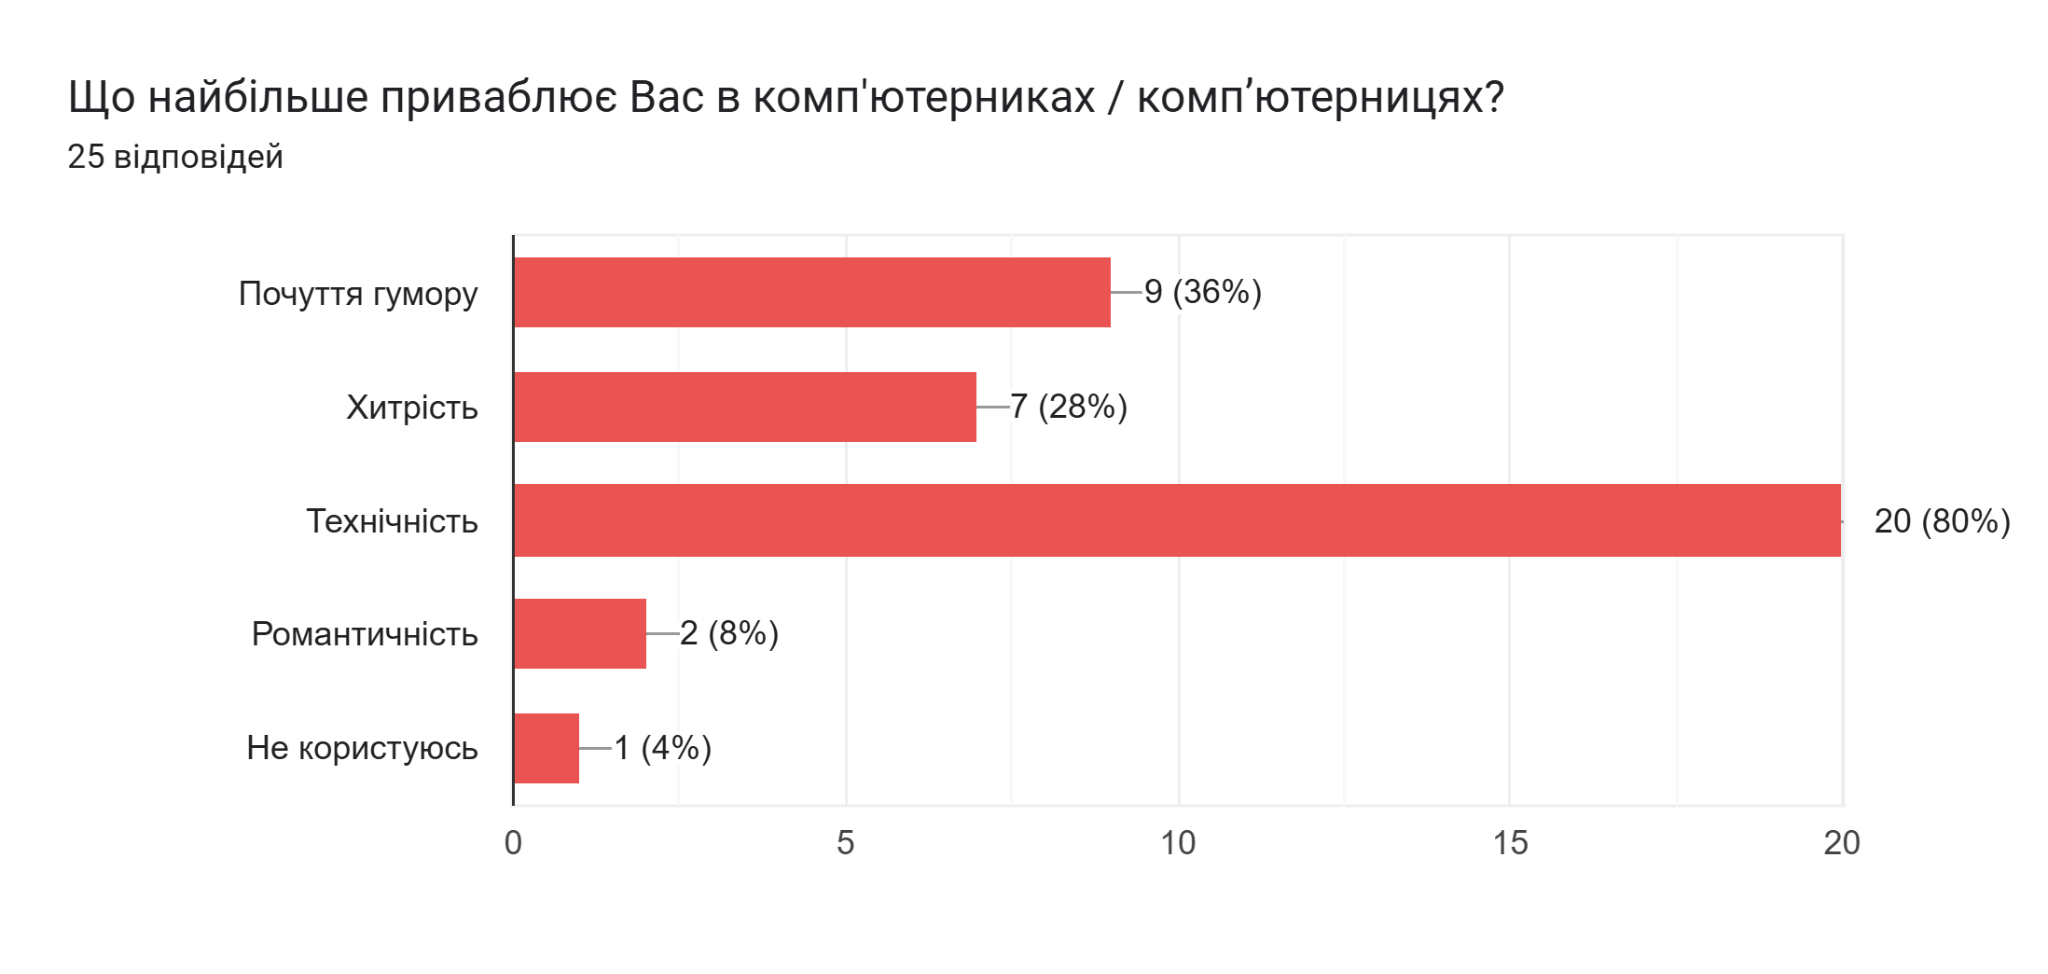 Що найбільше приваблює Вас в комп'ютерниках / комп’ютерницях?
25 відповідей
Почуття гумору 9 (36%)
Хитрість 7 (28%)
Технічність 20 (80%)
Романтичність 2 (8%)
Не користуюсь 1 (4%)
0 5 10 15 20